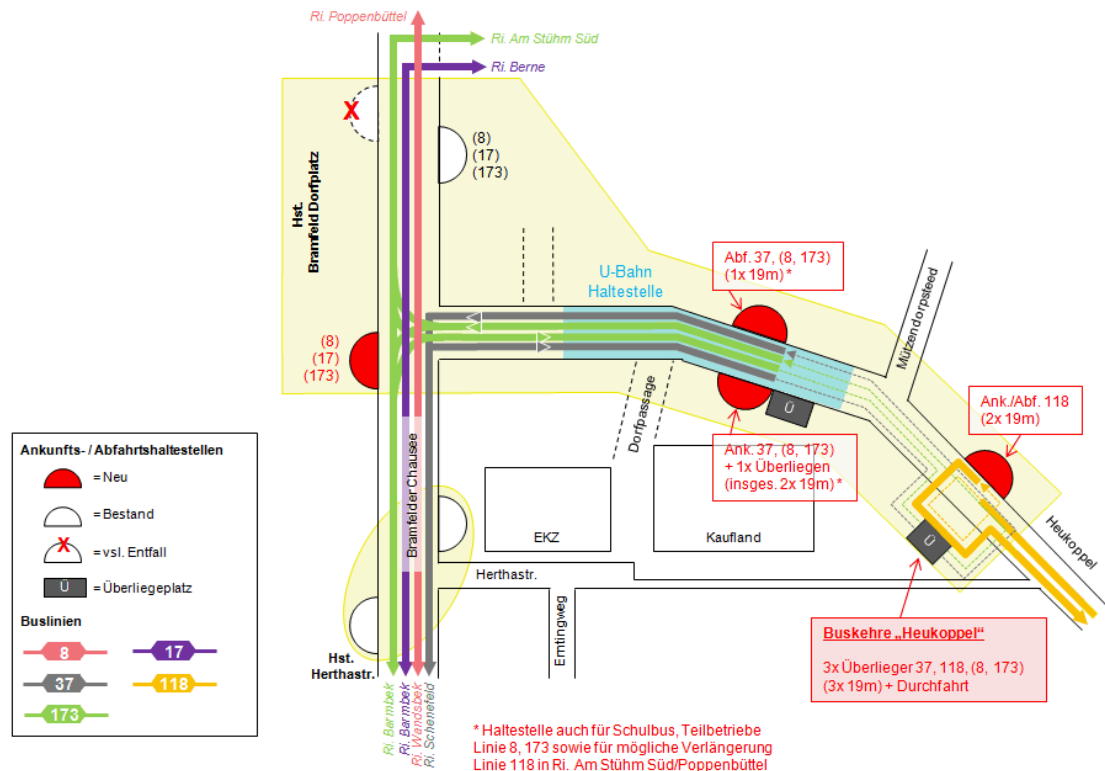 Ri. Poppenbüttel
Ri. Am Stühm Süd
Ri. Berne
X
(8)
(17)
(173)
Hst.
Bramfeld Dorfplatz
U-Bahn
Haltestelle
Abf. 37, (8, 173)
(1x 19m) *
Mützendorpsteed
(8)
(17)
(173)
Ü
Ank./Abf. 118
(2x 19m)
Dorfpassage
Ank. 37, (8, 173)
+ 1x Überliegen
(insges. 2x 19m) *
Bramfelder Chausee
EKZ
Kaufland
Ü
Heukoppel
Herthastr.
Erntingweg
Hst.
Herthastr.
Buskehre „Heukoppel“
3x Überlieger 37, 118, (8, 173)
(3x 19m) + Durchfahrt
Ri. Barmbek
Ri. Barmbek
Ri. Wandsbek
Ri. Schenefeld
* Haltestelle auch für Schulbus, Teilbetriebe
Linie 8, 173 sowie für mögliche Verlängerung
Linie 118 in Ri. Am Stühm Süd/Poppenbüttel
Ankunfts- / Abfahrtshaltestellen
= Neu
= Bestand
X = vsl. Entfall
Ü = Überliegeplatz
Buslinien
8 17
37 118
173